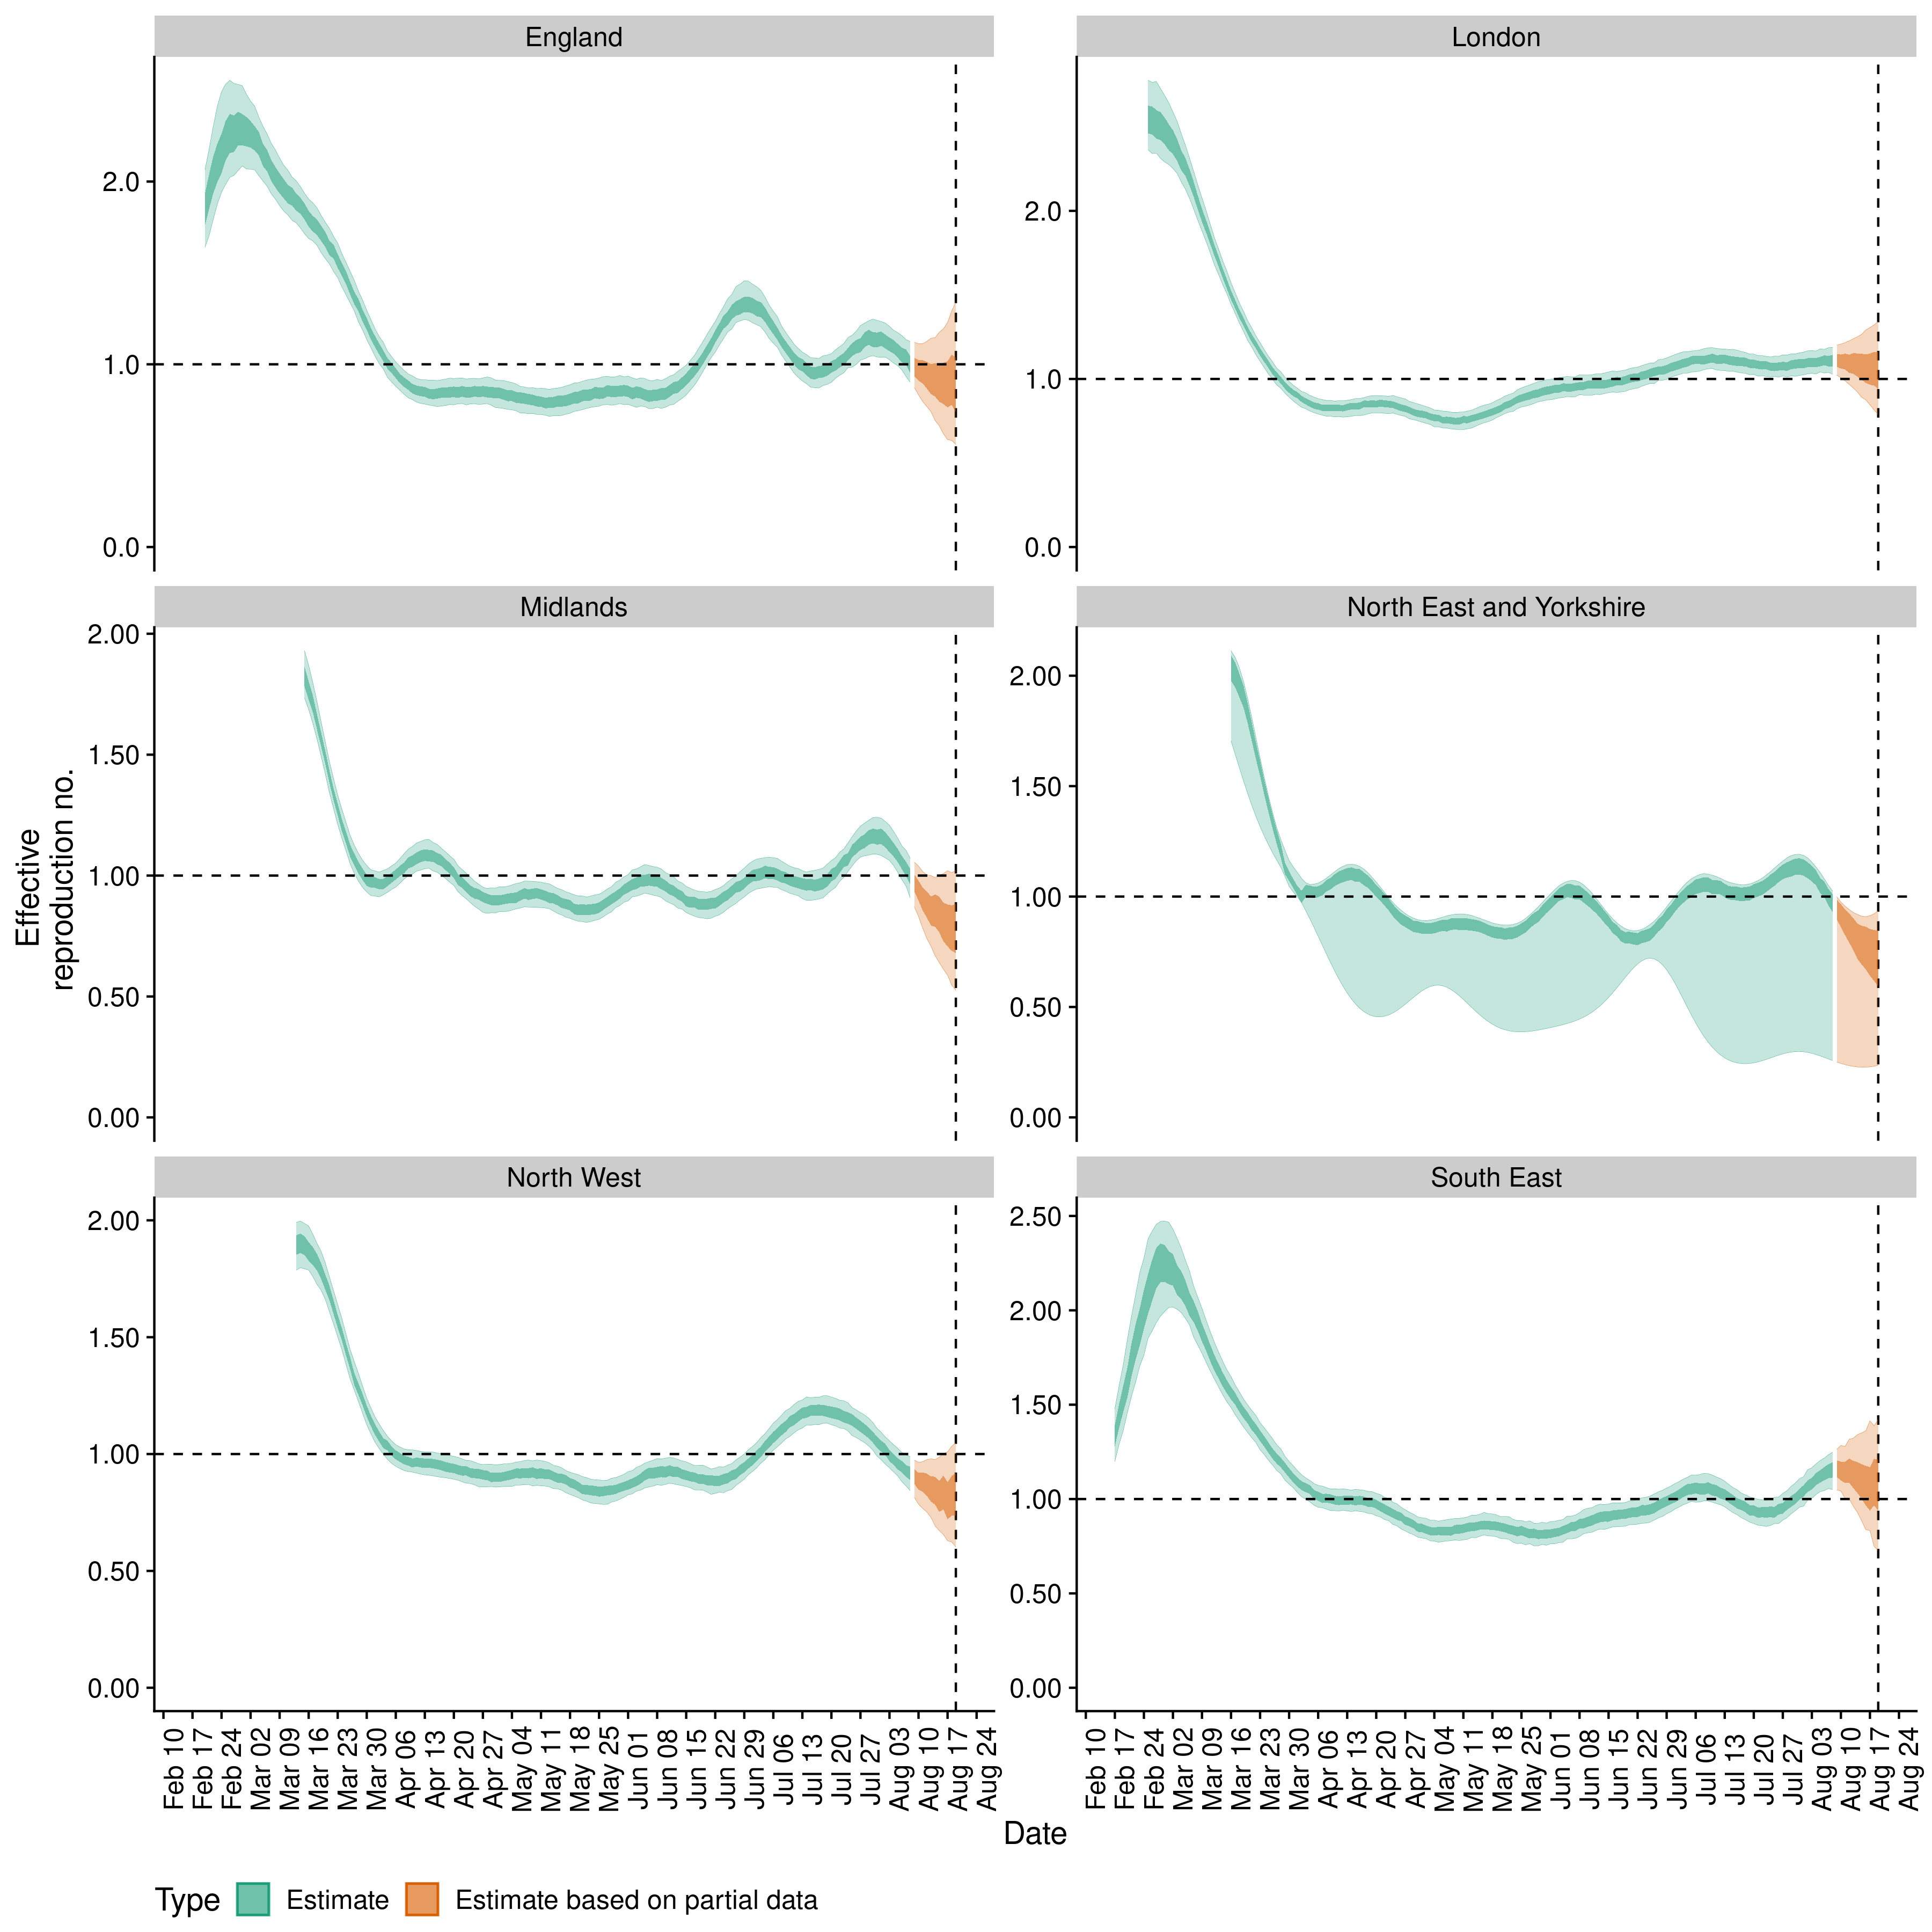 England
London
2.0
1.0
0.0
2.0
1.0
0.0
Midlands
North East and Yorkshire
2.00
1.50
1.00
0.50
0.00
2.00
1.50
1.00
0.50
0.00
Effective
reproduction no.
North West
South East
2.00
1.50
1.00
0.50
0.00
2.50
2.00
1.50
1.00
0.50
0.00
Feb 10
Feb 17
Feb 24
Mar 02
Mar 09
Mar 16
Mar 23
Mar 30
Apr 06
Apr 13
Apr 20
Apr 27
May 04
May 11
May 18
May 25
Jun 01
Jun 08
Jun 15
Jun 22
Jun 29
Jul 06
Jul 13
Jul 20
Jul 27
Aug 03
Aug 10
Aug 17
Aug 24
Feb 10
Feb 17
Feb 24
Mar 02
Mar 09
Mar 16
Mar 23
Mar 30
Apr 06
Apr 13
Apr 20
Apr 27
May 04
May 11
May 18
May 25
Jun 01
Jun 08
Jun 15
Jun 22
Jun 29
Jul 06
Jul 13
Jul 20
Jul 27
Aug 03
Aug 10
Aug 17
Aug 24
Date
Type
Estimate
Estimate based on partial data